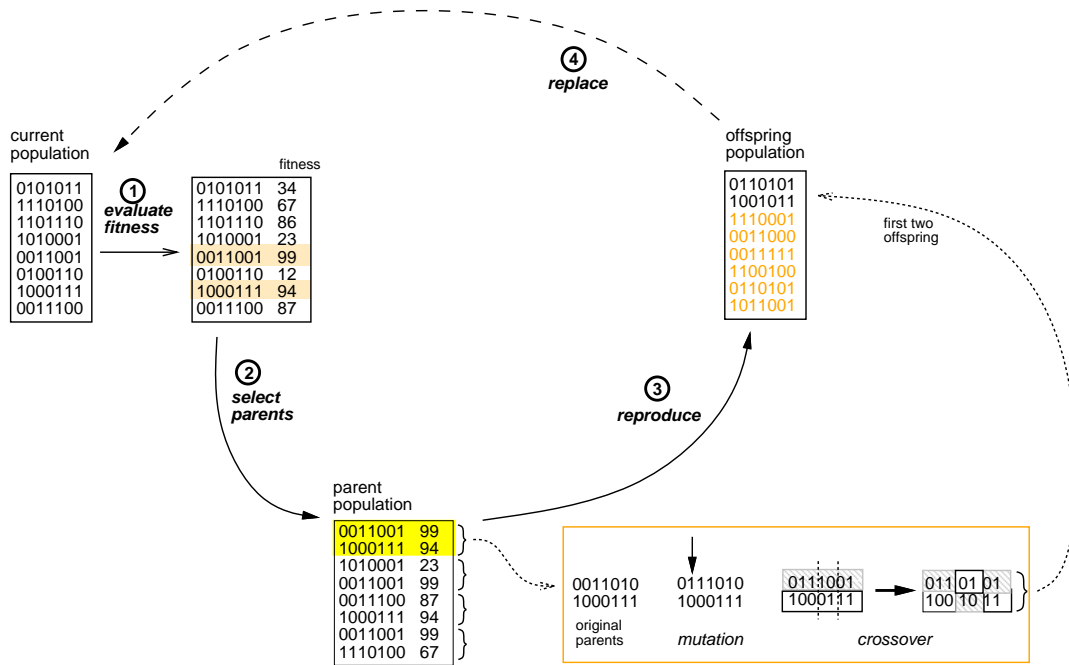 4
replace
current
population
0101011
1110100
1101110
1010001
0011001
0100110
1000111
0011100
1
evaluate
fitness
fitness
0101011 34
1110100 67
1101110 86
1010001 23
0011001 99
0100110 12
1000111 94
0011100 87
offspring
population
0110101
1001011
1110001
0011000
0011111
1100100
0110101
1011001
first two
offspring
2
select
parents
3
reproduce
parent
population
0011001 99
1000111 94
1010001 23
0011001 99
0011100 87
1000111 94
0011001 99
1110100 67
0011010
1000111
original
parents
0111010
1000111
mutation
0111001
1000111
crossover
011 01 01
100 10 11